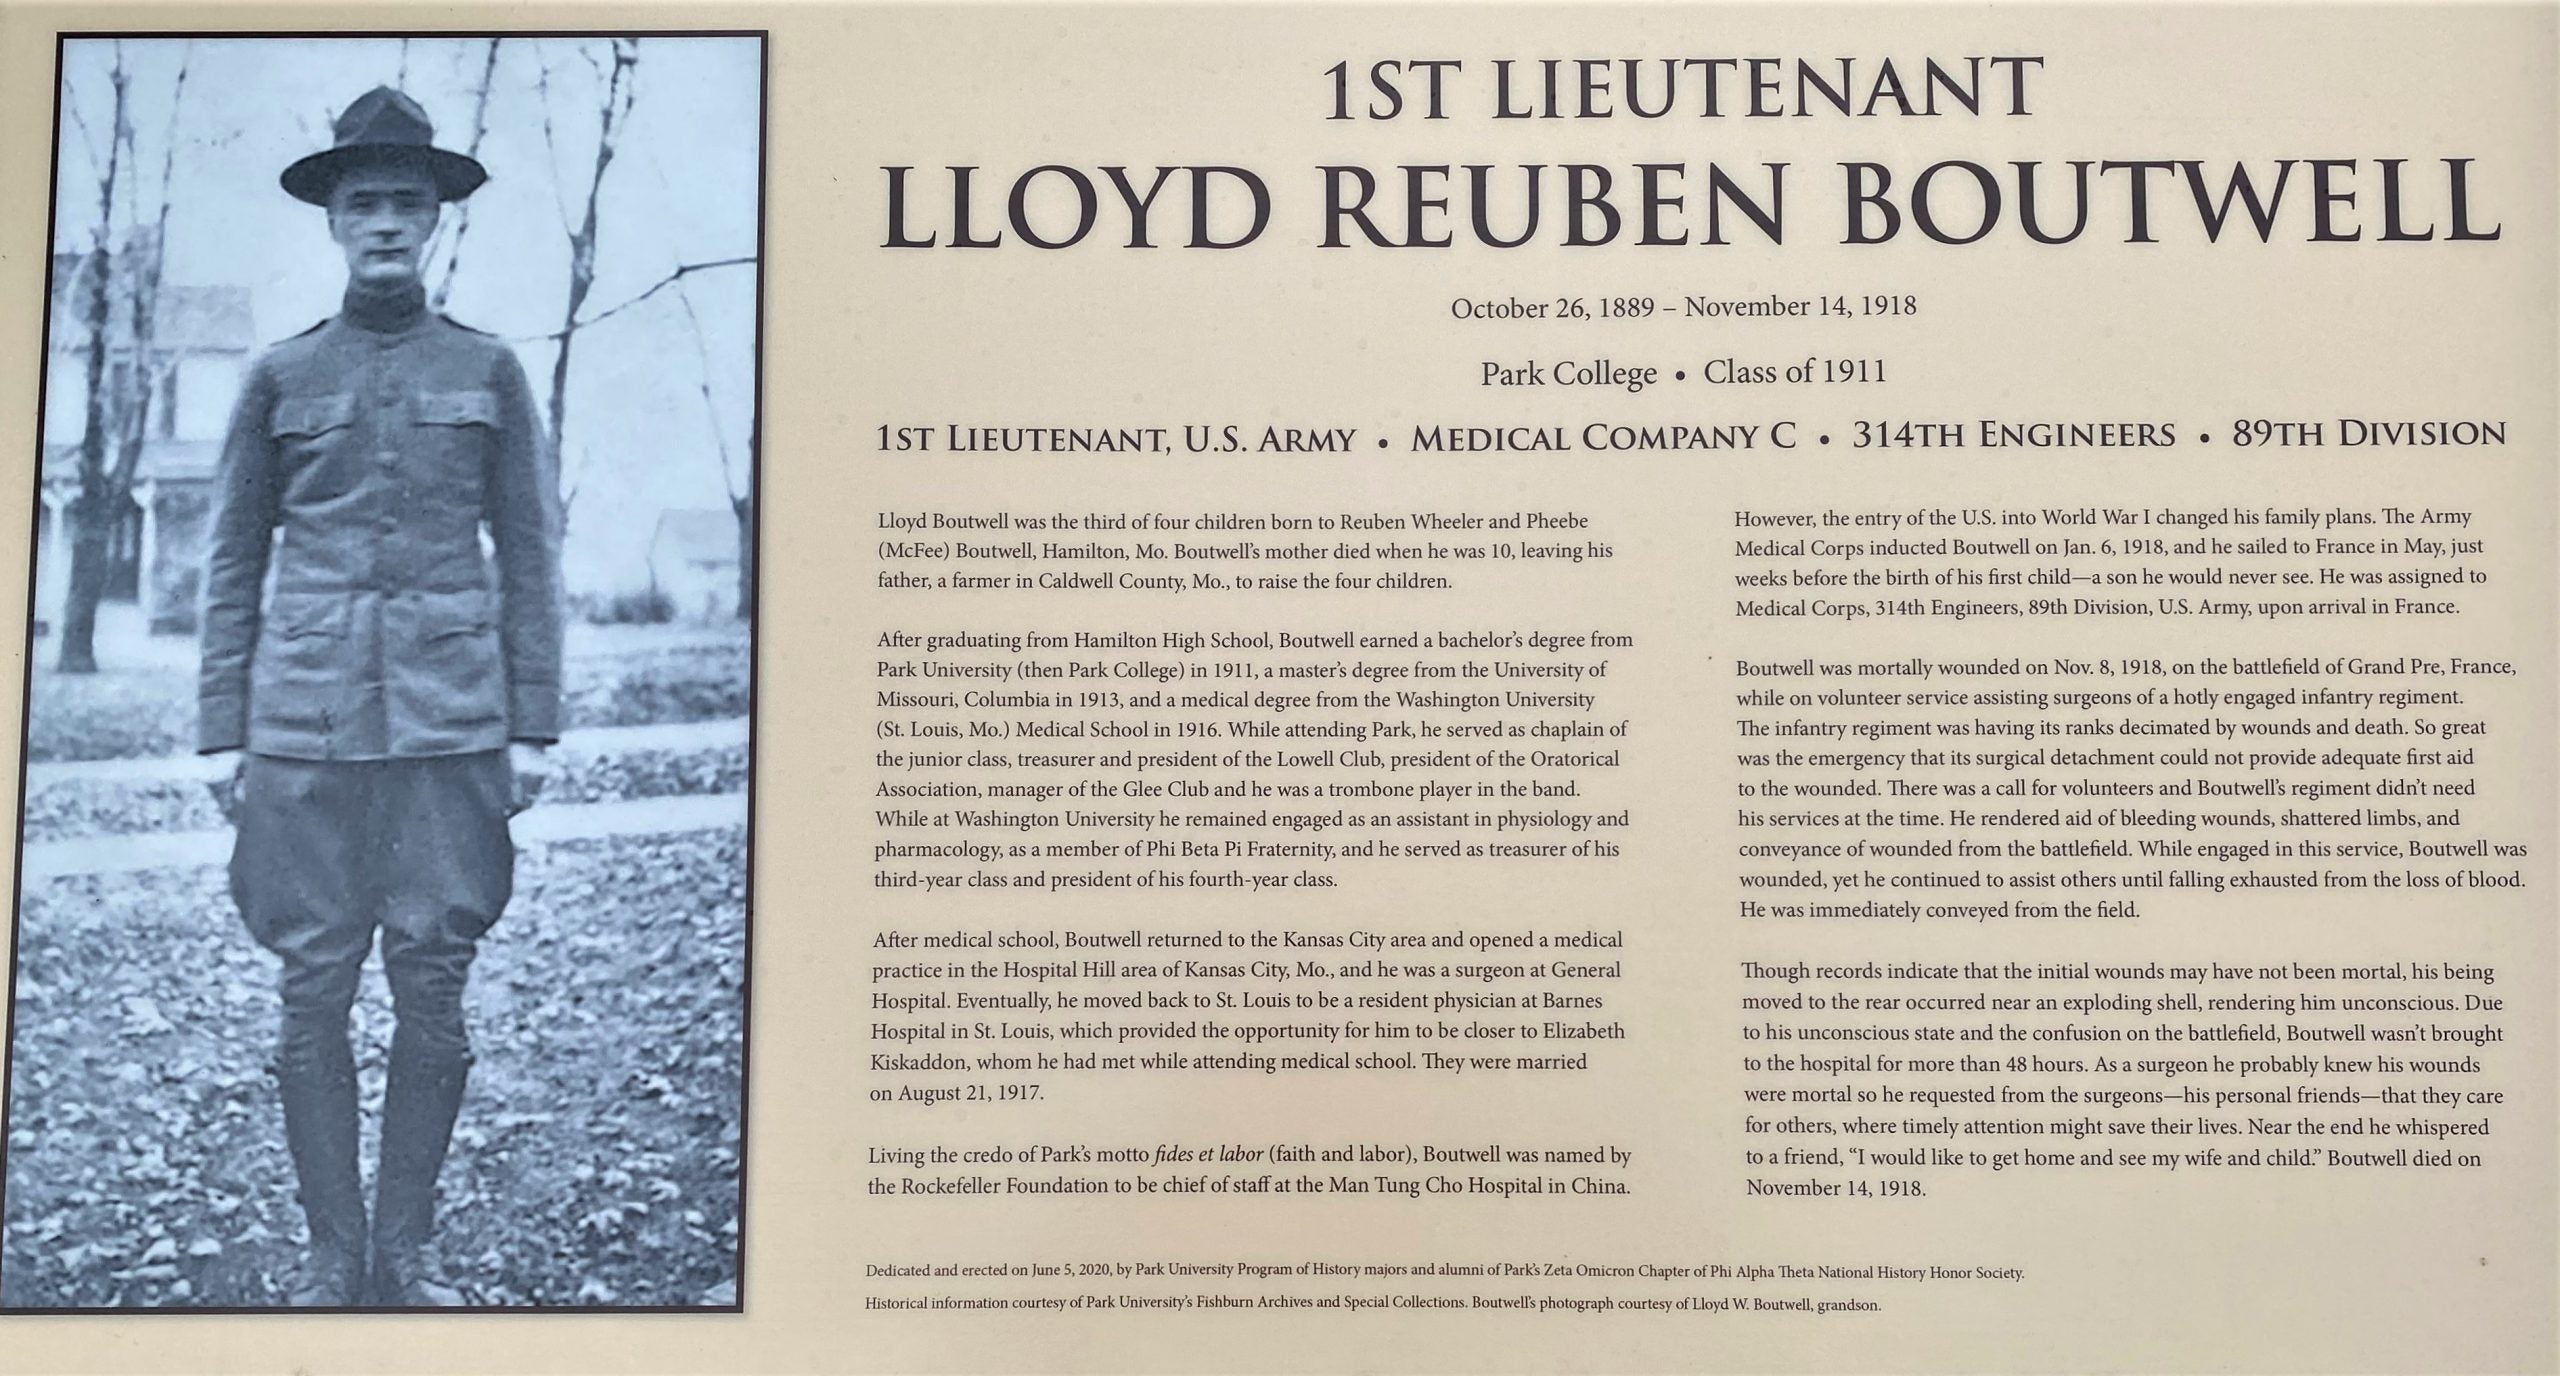 1ST LIEUTENANT
LLOYD REUBEN BOUTWELL
October 26, 1889 – November 14, 1918
Park College • Class of 1911
1ST LIEUTENANT, U.S. ARMY • MEDICAL COMPANY C • 314TH ENGINEERS • 89TH DIVISION
Lloyd Boutwell was the third of four children born to Reuben Wheeler and Pheebe
(McFee) Boutwell, Hamilton, Mo. Boutwell's mother died when he was 10, leaving his
father, a farmer in Caldwell County, Mo., to raise the four children.
After graduating from Hamilton High School, Boutwell earned a bachelor's degree from
Park University (then Park College) in 1911, a master's degree from the University of
Missouri, Columbia in 1913, and a medical degree from the Washington University
(St. Louis, Mo.) Medical School in 1916. While attending Park, he served as chaplain of
the junior class, treasurer and president of the Lowell Club, president of the Oratorical
Association, manager of the Glee Club and he was a trombone player in the band.
While at Washington University he remained engaged as an assistant in physiology and
pharmacology, as a member of Phi Beta Pi Fraternity, and he served as treasurer of his
third-year class and president of his fourth-year class.
After medical school, Boutwell returned to the Kansas City area and opened a medical
practice in the Hospital Hill area of Kansas City, Mo., and he was a surgeon at General
Hospital. Eventually, he moved back to St. Louis to be a resident physician at Barnes
Hospital in St. Louis, which provided the opportunity for him to be closer to Elizabeth
Kiskaddon, whom he had met while attending medical school. They were married
on August 21, 1917.
Living the credo of Park's motto fides et labor (faith and labor), Boutwell was named by
the Rockefeller Foundation to be chief of staff at the Man Tung Cho Hospital in China.
However, the entry of the U.S. into World War I changed his family plans. The Army
Medical Corps inducted Boutwell on Jan. 6, 1918, and he sailed to France in May, just
weeks before the birth of his first child—a son he would never see. He was assigned to
Medical Corps, 314th Engineers, 89th Division, U.S. Army, upon arrival in France.
Boutwell was mortally wounded on Nov. 8, 1918, on the battlefield of Grand Pre, France,
while on volunteer service assisting surgeons of a hotly engaged infantry regiment.
The infantry regiment was having its ranks decimated by wounds and death. So great
was the emergency that its surgical detachment could not provide adequate first aid
to the wounded. There was a call for volunteers and Boutwell's regiment didn't need
his services at the time. He rendered aid of bleeding wounds, shattered limbs, and
conveyance of wounded from the battlefield. While engaged in this service, Boutwell was
wounded, yet he continued to assist others until falling exhausted from the loss of blood.
He was immediately conveyed from the field.
Though records indicate that the initial wounds may have not been mortal, his being
moved to the rear occurred near an exploding shell, rendering him unconscious. Due
to his unconscious state and the confusion on the battlefield, Boutwell wasn't brought
to the hospital for more than 48 hours. As a surgeon he probably knew his wounds
were mortal so he requested from the surgeons—his personal friends—that they care
for others, where timely attention might save their lives. Near the end he whispered
to a friend, “I would like to get home and see my wife and child.” Boutwell died on
November 14, 1918.
Dedicated and erected on June 5, 2020, by Park University Program of History majors and alumni of Park's Zeta Omicron Chapter of Phi Alpha Theta National History Honor Society.
Historical information courtesy of Park University's Fishburn Archives and Special Collections. Boutwell's photograph courtesy of Lloyd W. Boutwell, grandson.